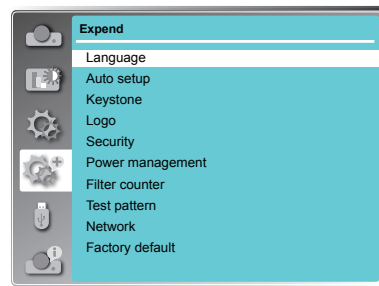 Expend
Language
Auto setup
Keystone
Logo
Security
Power management
Filter counter
Test pattern
Network
Factory default